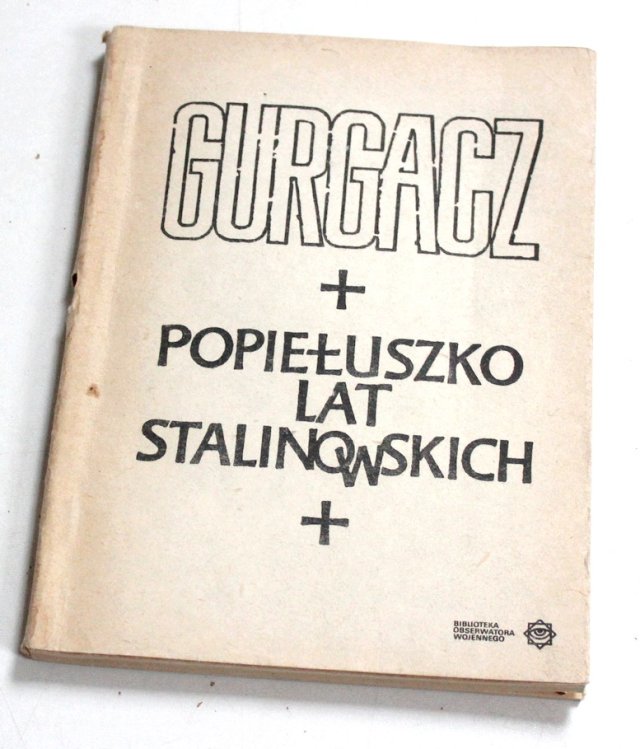 GURGACZ
+
POPIEŁUSZKO
LAT
STALINOWSKICH
+
BIBLIOTEKA
OBSERWATORA
WOJENNEGO